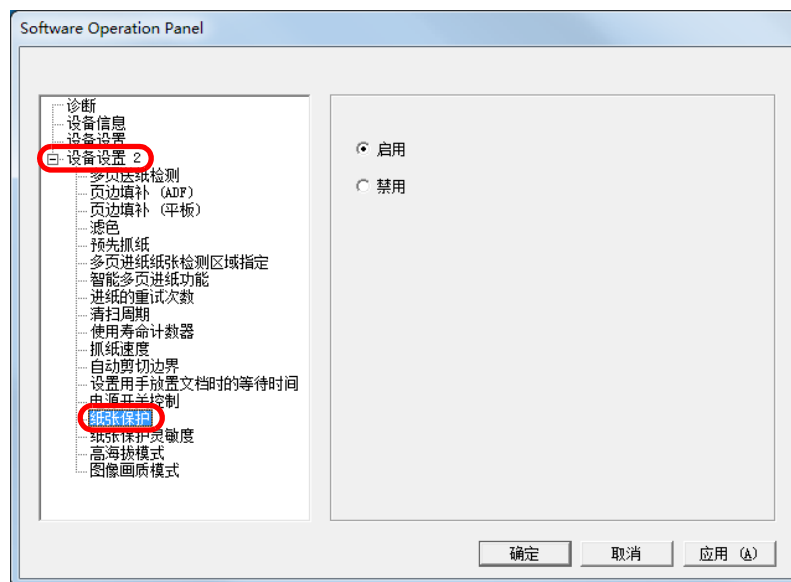 Software Operation Panel
诊断
设备信息
设备设置
设备设置 2
多页送纸检测
页边填补 (ADF)
页边填补 (平板)
滤色
预先抓纸
多页进纸纸张检测区域指定
智能多页进纸功能
进纸的重试次数
清扫周期
使用寿命计数器
抓纸速度
自动剪切边界
设置用手放置文档时的等待时间
电源开关控制
纸张保护
纸张保护灵敏度
高海拔模式
图像画质模式
启用
禁用
确定
取消
应用 (A)